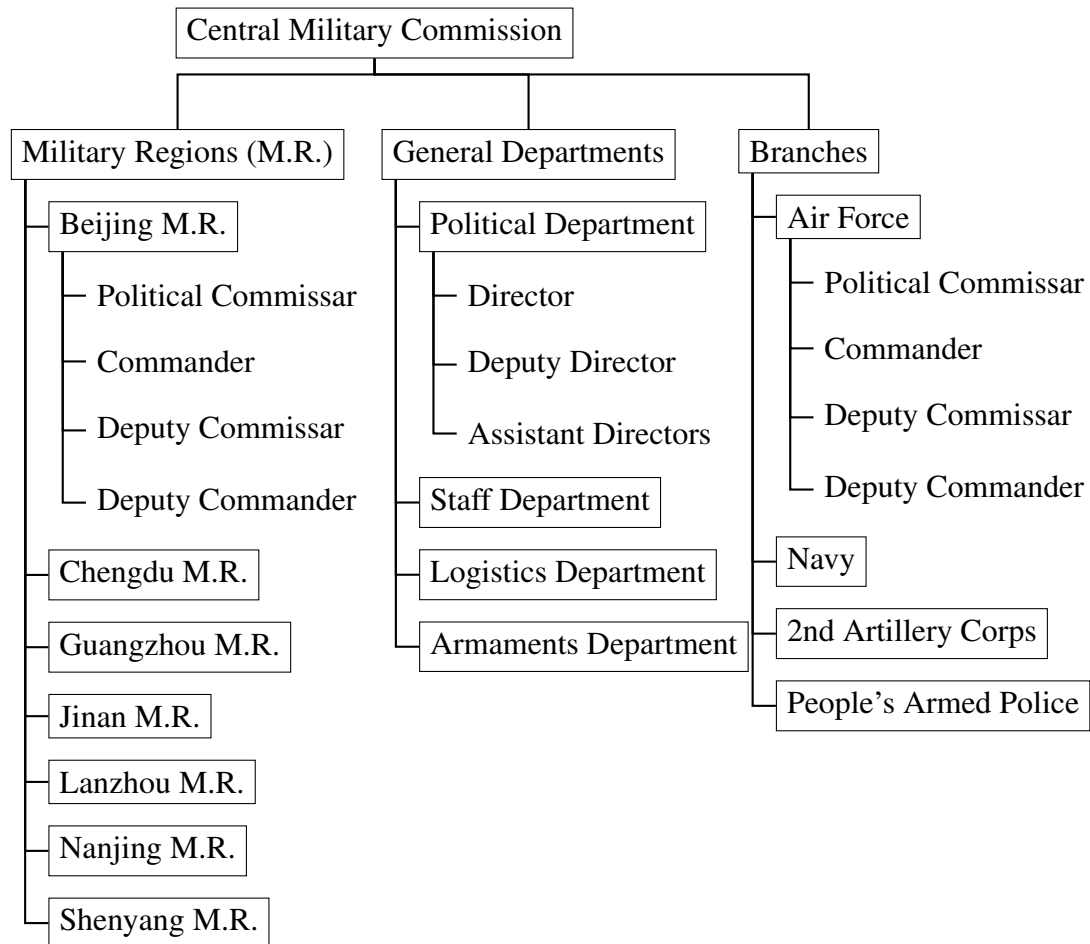 Central Military Commission
Military Regions (M.R.)
Beijing M.R.
Political Commissar
Commander
Deputy Commissar
Deputy Commander
Chengdu M.R.
Guangzhou M.R.
Jinan M.R.
Lanzhou M.R.
Nanjing M.R.
Shenyang M.R.
General Departments
Political Department
Director
Deputy Director
Assistant Directors
Staff Department
Logistics Department
Armaments Department
Branches
Air Force
Political Commissar
Commander
Deputy Commissar
Deputy Commander
Navy
2nd Artillery Corps
People’s Armed Police